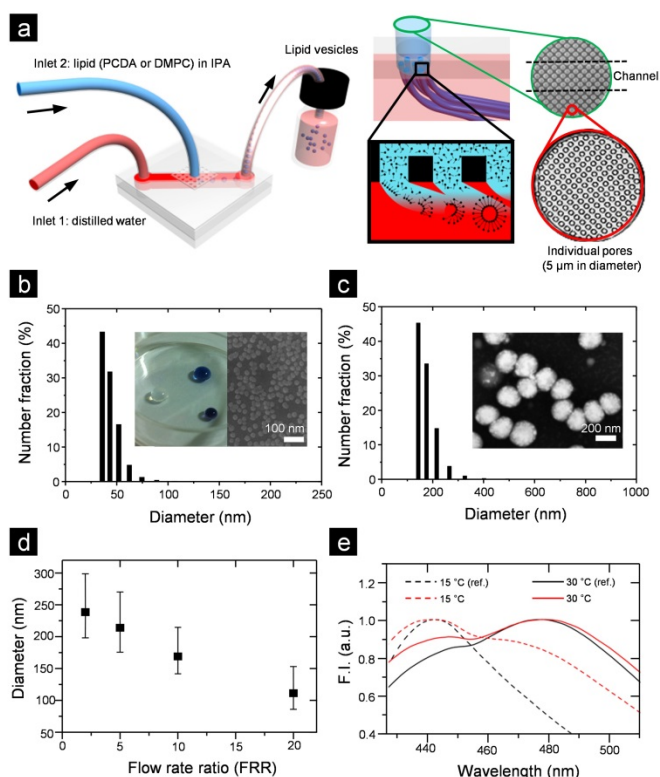 a
Inlet 2: lipid (PCDA or DMPC) in IPA
Lipid vesicles
Inlet 1: distilled water
Channel
Individual pores
(5 µm in diameter)
b
Number fraction (%)
50
40
30
20
10
0
0 50 100 150 200 250
Diameter (nm)
100 nm
c
Number fraction (%)
50
40
30
20
10
0
0 200 400 600 800 1000
Diameter (nm)
200 nm
d
Diameter (nm)
300
250
200
150
100
50
0 5 10 15 20
Flow rate ratio (FRR)
e
F.I. (a.u.)
15 °C (ref.) 30 °C (ref.)
15 °C 30 °C
1.2
1.0
0.8
0.6
0.4
440 460 480 500
Wavelength (nm)